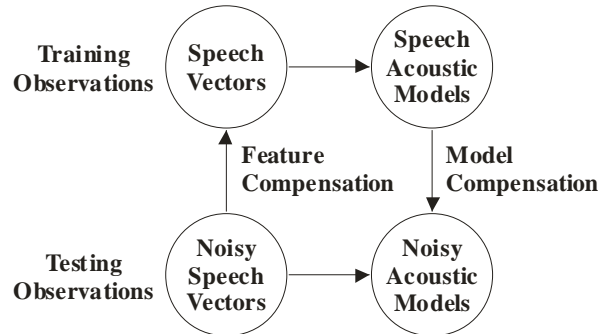 Training
Observations
Speech
Vectors
Speech
Acoustic
Models
Feature
Compensation
Model
Compensation
Testing
Observations
Noisy
Speech
Vectors
Noisy
Acoustic
Models